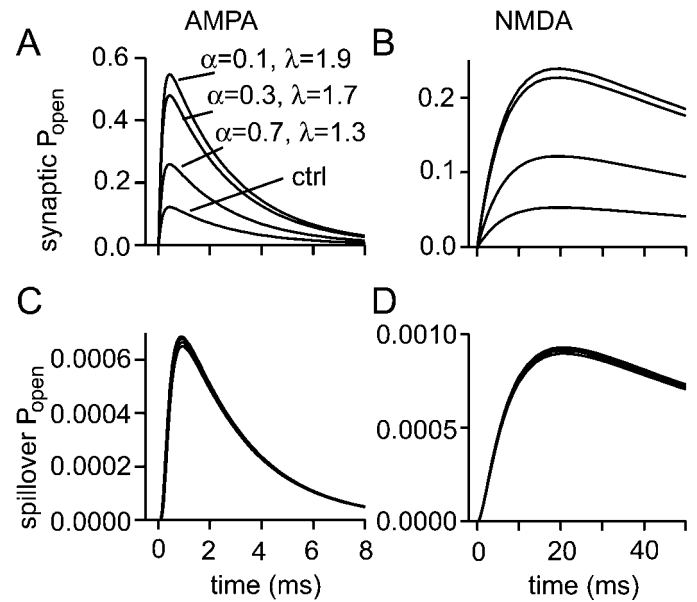 AMPA
NMDA
A
B
synaptic P_open
0.6
0.4
0.2
0.0
α=0.1, λ=1.9
α=0.3, λ=1.7
α=0.7, λ=1.3
ctrl
0.2
0.1
0.0
C
D
spillover P_open
0.0006
0.0004
0.0002
0.0000
0 2 4 6 8
time (ms)
0.0010
0.0005
0.0000
0 20 40
time (ms)